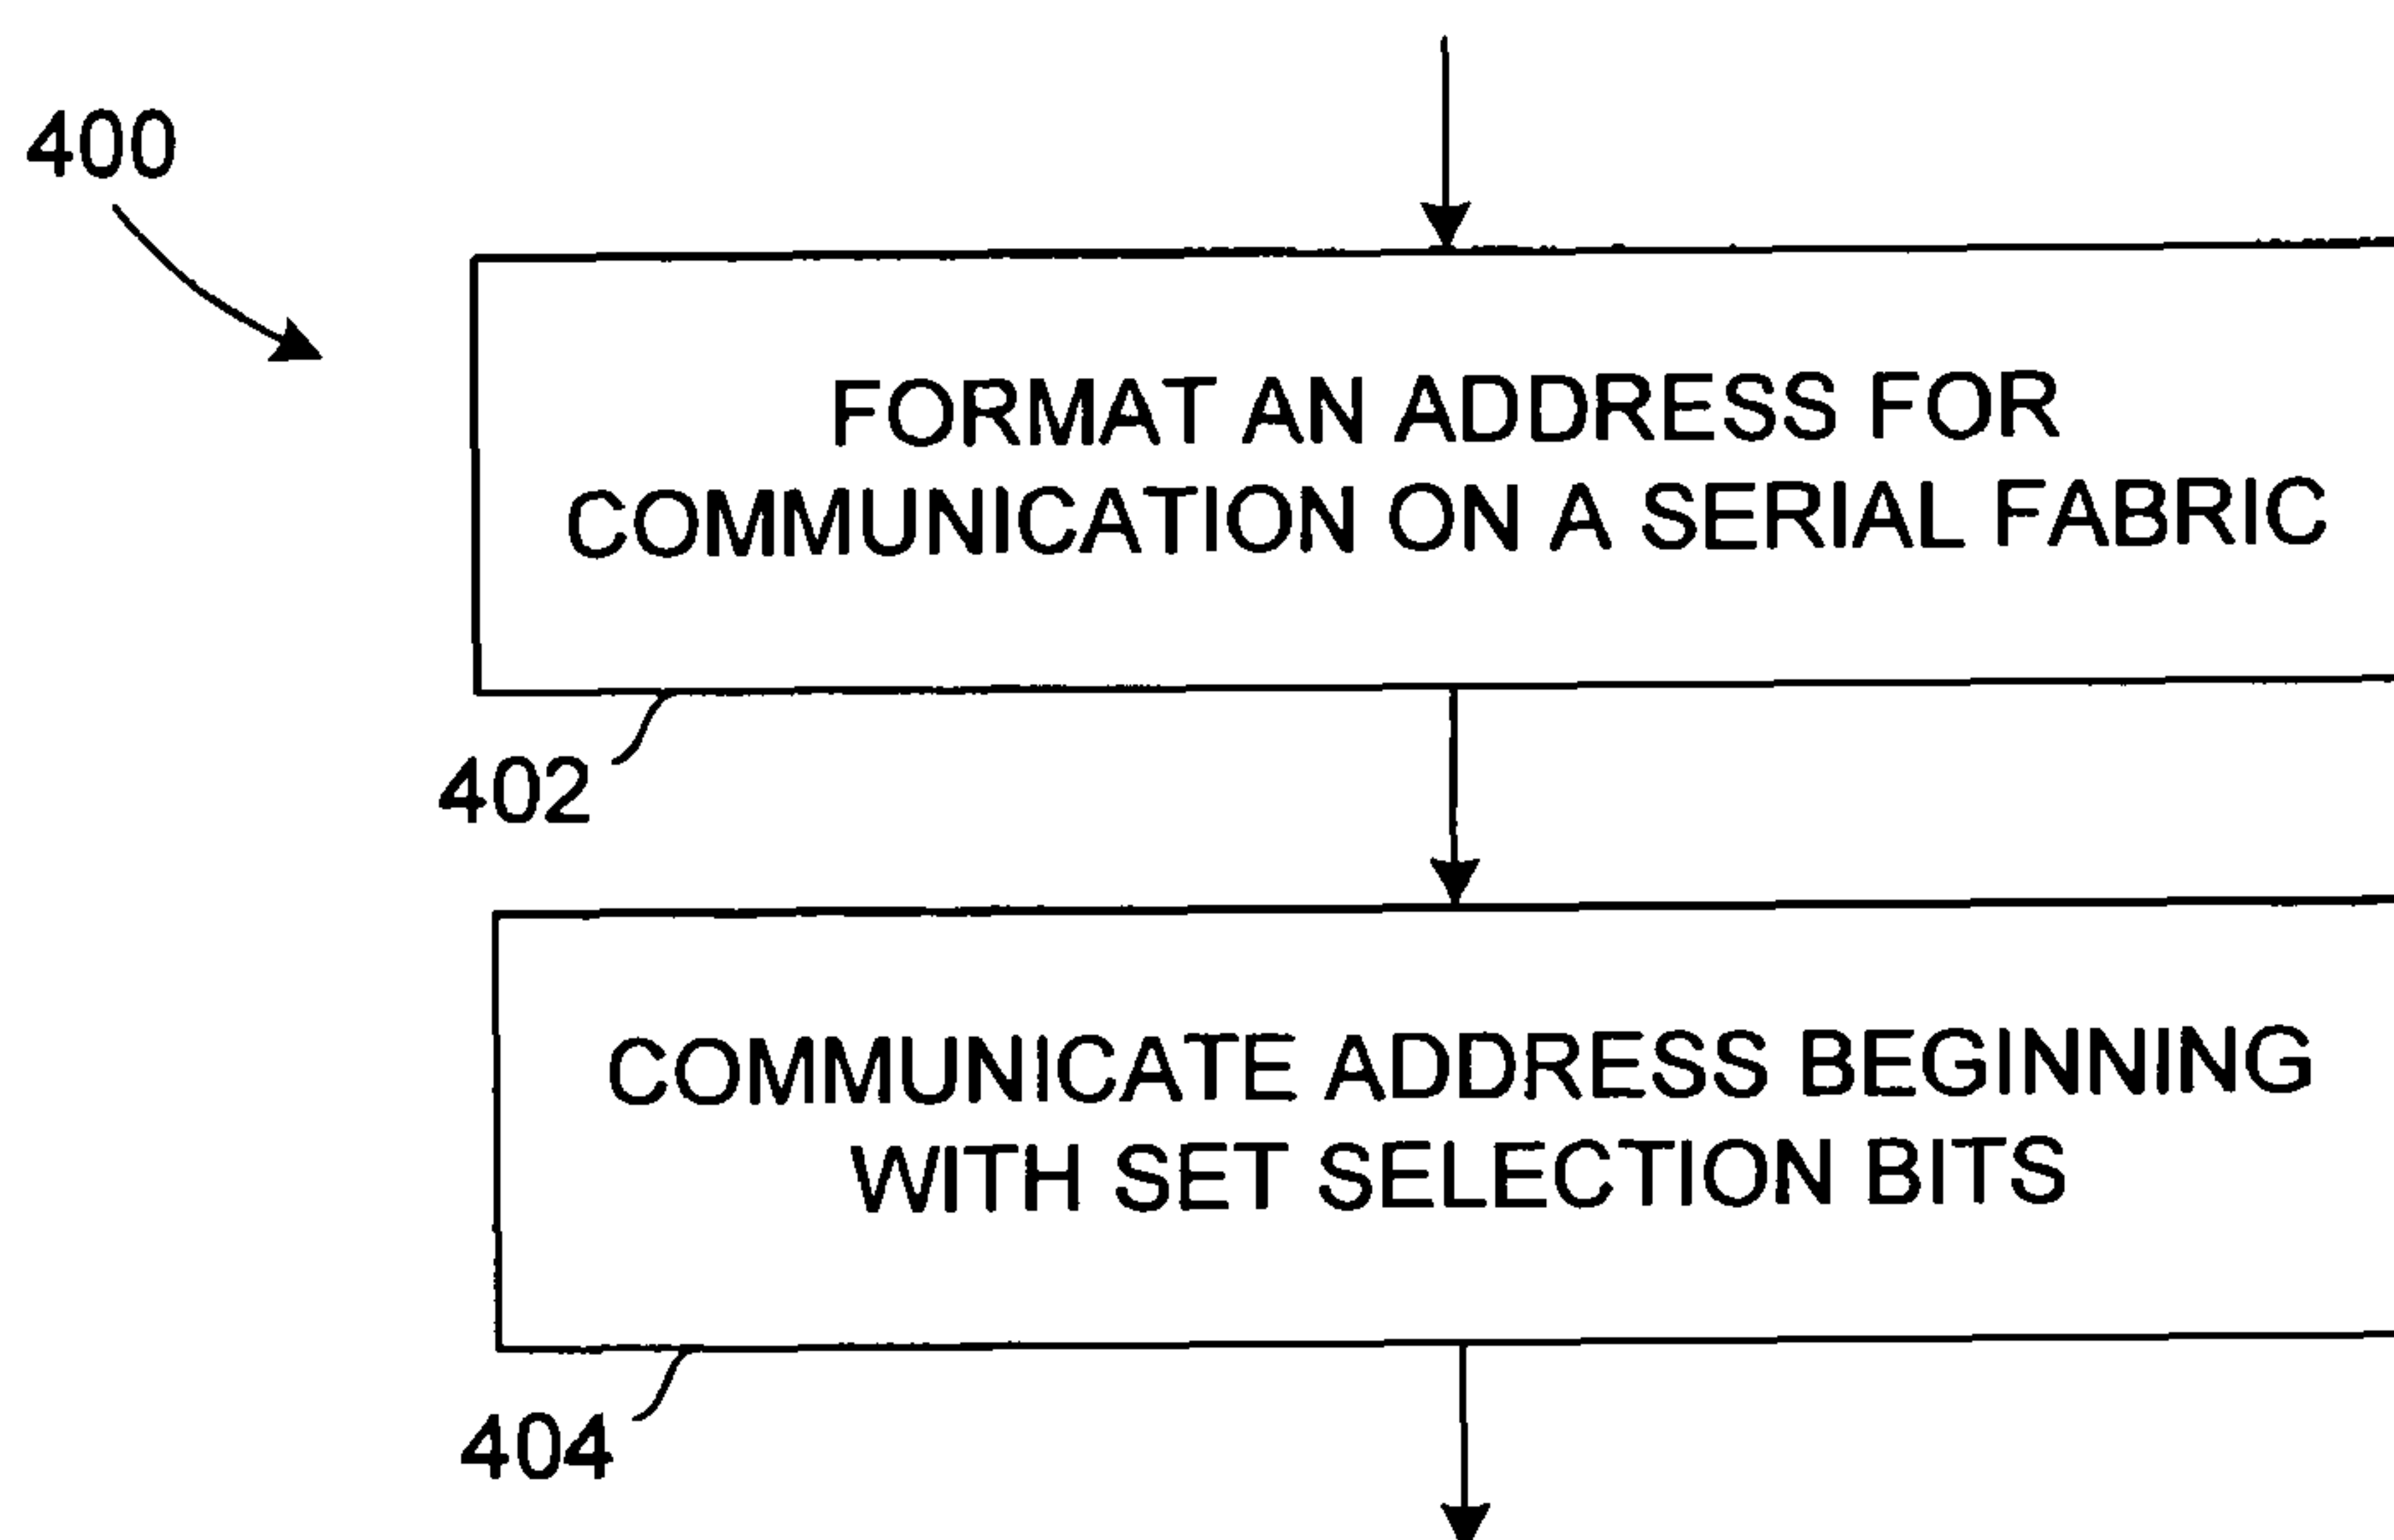 400
FORMAT AN ADDRESS FOR
COMMUNICATION ON A SERIAL FABRIC
402
COMMUNICATE ADDRESS BEGINNING
WITH SET SELECTION BITS
404